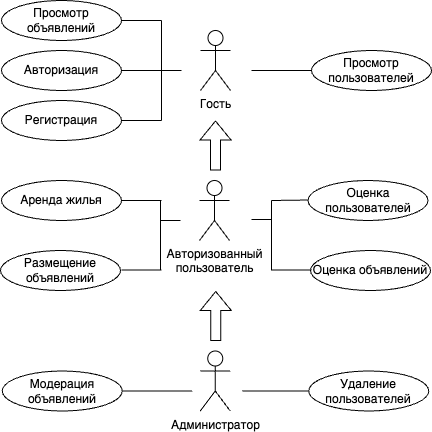 Просмотр
объявлений
Авторизация
Регистрация
Гость
Просмотр
пользователей
Аренда жилья
Размещение
объявлений
Авторизованный
пользователь
Оценка
пользователей
Оценка объявлений
Модерация
объявлений
Администратор
Удаление
пользователей